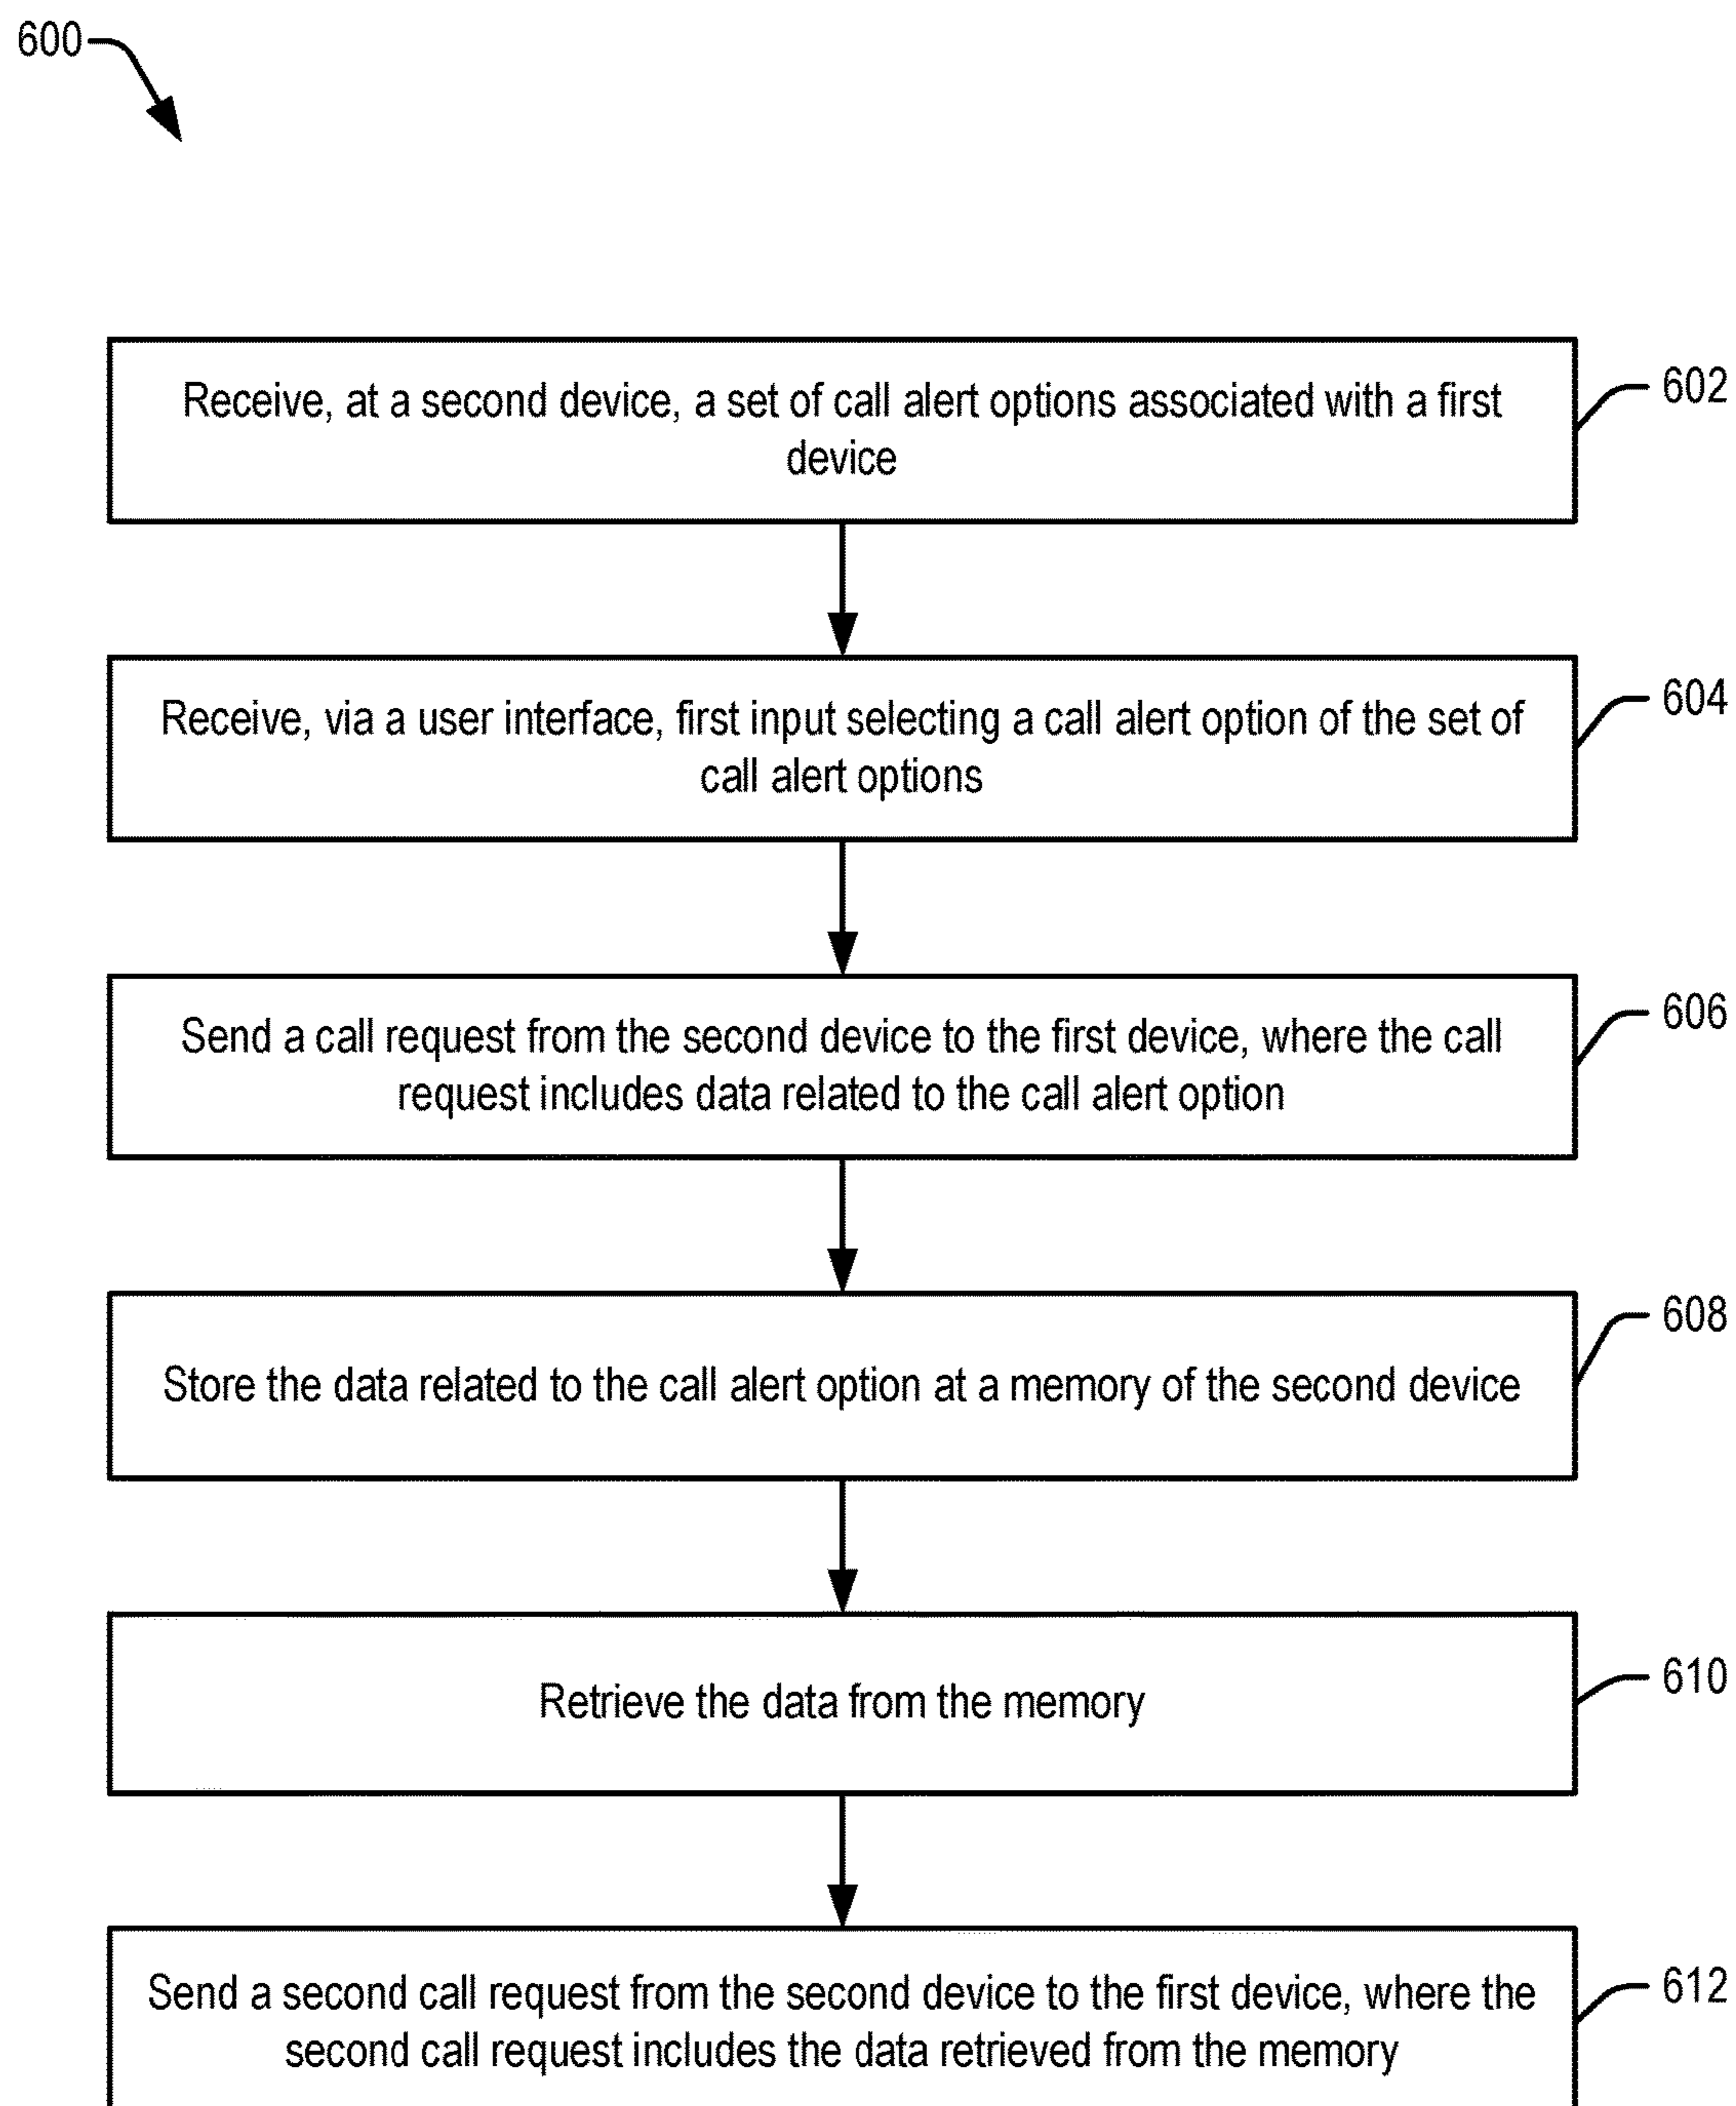 600
Receive, at a second device, a set of call alert options associated with a first
device
602
Receive, via a user interface, first input selecting a call alert option of the set of
call alert options
604
Send a call request from the second device to the first device, where the call
request includes data related to the call alert option
606
Store the data related to the call alert option at a memory of the second device
608
Retrieve the data from the memory
610
Send a second call request from the second device to the first device, where the
second call request includes the data retrieved from the memory
612